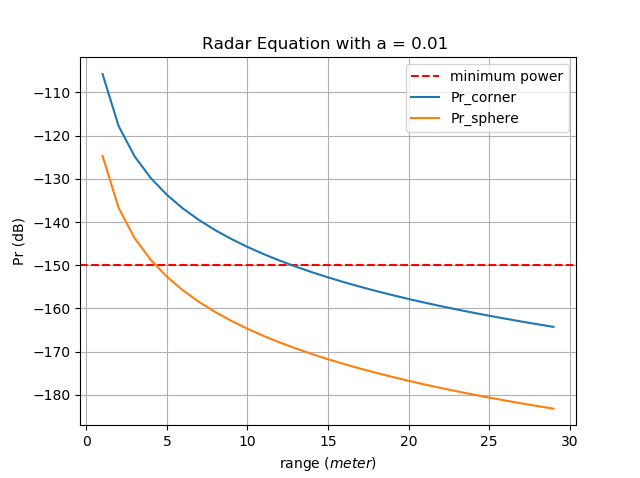 Radar Equation with a = 0.01
minimum power
Pr_corner
Pr_sphere
Pr (dB)
−110
−120
−130
−140
−150
−160
−170
−180
0 5 10 15 20 25 30
range (meter)